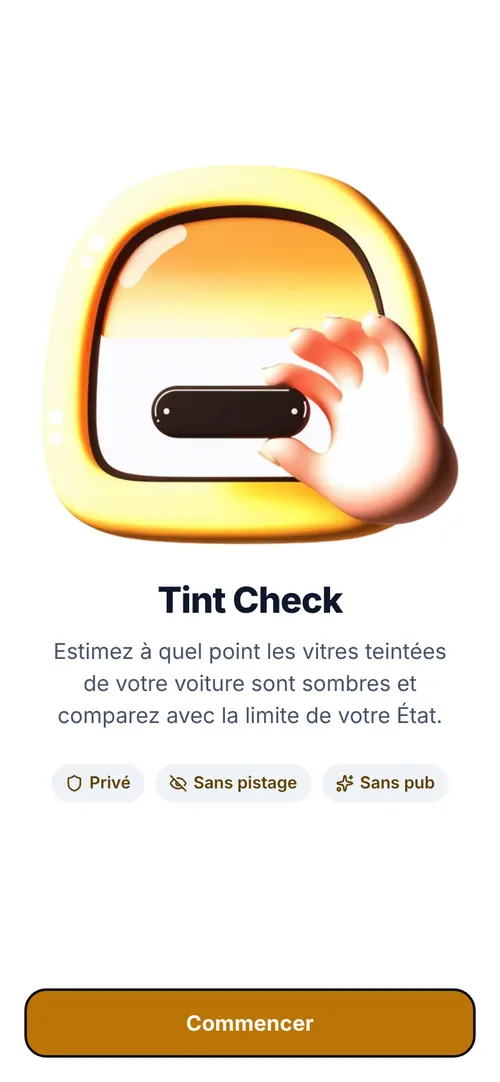 Tint Check
Estimez à quel point les vitres teintées
de votre voiture sont sombres et
comparez avec la limite de votre État.
Privé
Sans pistage
Sans pub
Commencer